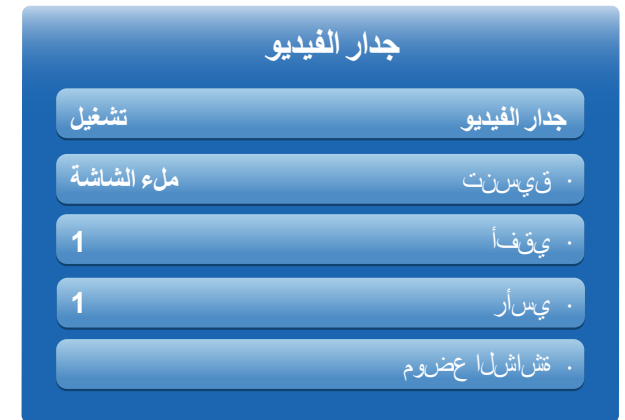 جدار الفيديو
جدار الفيديو تشغيل
· قيسنت ملء الشاشة
· يقفأ 1
· يسأر 1
· ةشاشلا عضوم